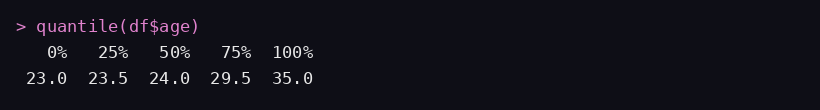 > quantile(df$age)
   0%   25%   50%   75%  100%
 23.0  23.5  24.0  29.5  35.0